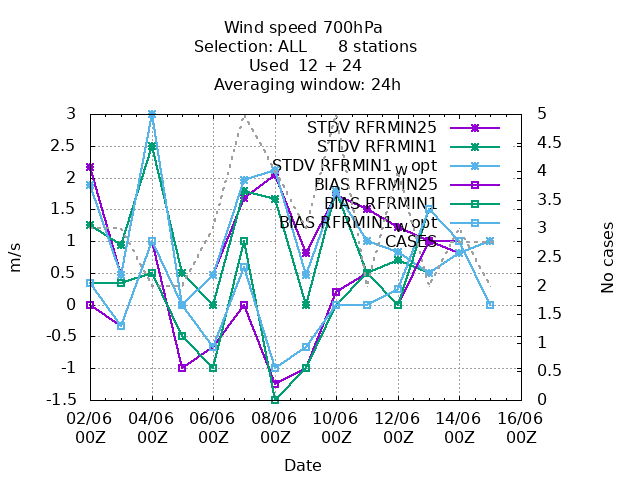 Wind speed 700hPa
Selection: ALL 8 stations
Used 12 + 24
Averaging window: 24h
3 5
STDV RFRMIN25
4.5
2.5 STDV RFRMIN1
STDV RFRMIN1_w opt
4
2 BIAS RFRMIN25
3.5
1.5 BIAS RFRMIN1
BIAS RFRMIN1_w opt
3
1 CASES
2.5
0.5
2
0
1.5
-0.5
1
-1
0.5
-1.5 0
02/06 04/06 06/06 08/06 10/06 12/06 14/06 16/06
00Z 00Z 00Z 00Z 00Z 00Z 00Z 00Z
Date
m/s
No cases